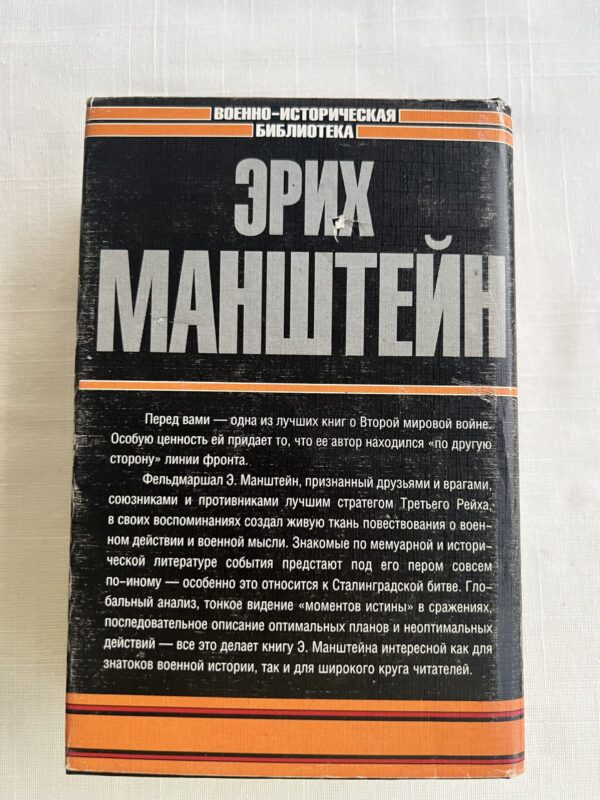 ВОЕННО-ИСТОРИЧЕСКАЯ
БИБЛИОТЕКА
ЭРИХ
МАНШТЕЙН
Перед вами — одна из лучших книг о Второй мировой войне.
Особую ценность ей придает то, что ее автор находился «по другую
сторону» линии фронта.
Фельдмаршал Э. Манштейн, признанный друзьями и врагами,
союзниками и противниками лучшим стратегом Третьего Рейха,
в своих воспоминаниях создал живую ткань повествования о воен-
ном действии и военной мысли. Знакомые по мемуарной и истори-
ческой литературе события предстают под его пером совсем
по-иному — особенно это относится к Сталинградской битве. Гло-
бальный анализ, тонкое видение «моментов истины» в сражениях,
последовательное описание оптимальных планов и неоптимальных
действий — все это делает книгу Э. Манштейна интересной как для
знатоков военной истории, так и для широкого круга читателей.